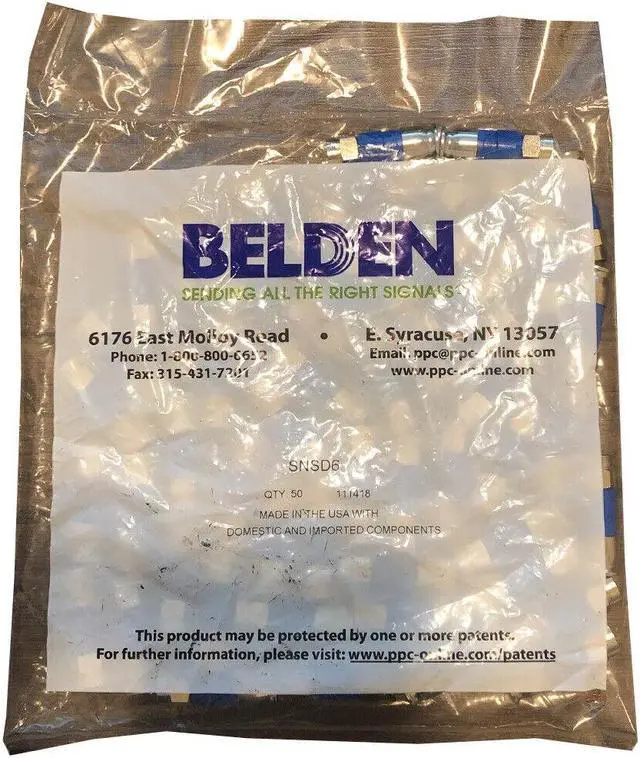 BELDEN
SENDING ALL THE RIGHT SIGNALS
6176 East Molloy Road • E. Syracuse, NY 13057
Phone: 1-800-800-6652 Email: ppc@ppc-online.com
Fax: 315-431-7201 www.ppc-online.com
SNSD6
QTY 50 111418
MADE IN THE USA WITH
DOMESTIC AND IMPORTED COMPONENTS
This product may be protected by one or more patents.
For further information, please visit: www.ppc-online.com/patents